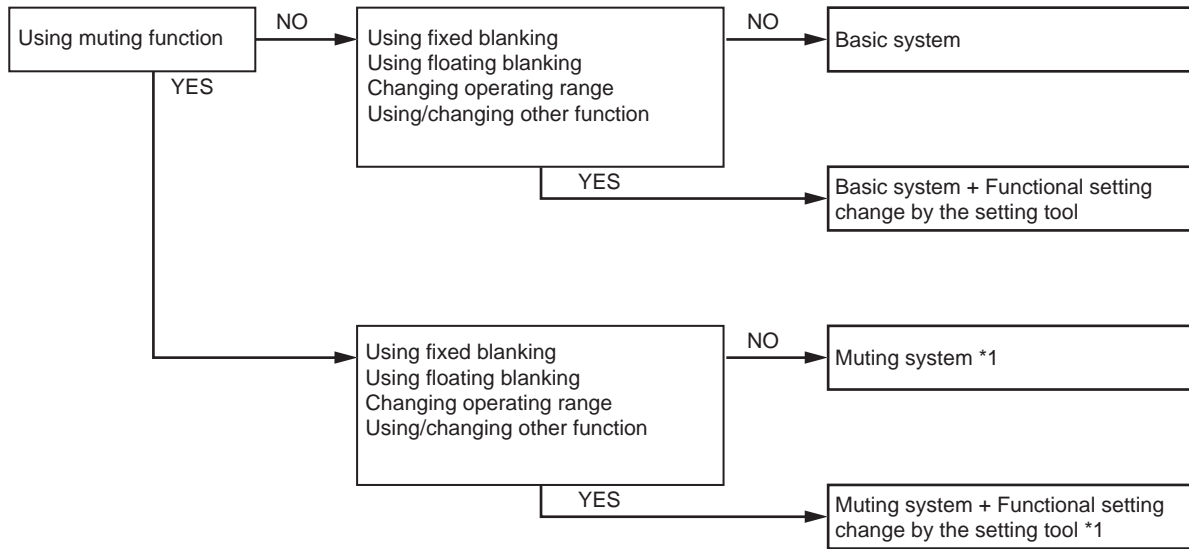 Using muting function
NO
YES
Using fixed blanking
Using floating blanking
Changing operating range
Using/changing other function
NO
Basic system
YES
Basic system + Functional setting
change by the setting tool
Using fixed blanking
Using floating blanking
Changing operating range
Using/changing other function
NO
Muting system *1
YES
Muting system + Functional setting
change by the setting tool *1